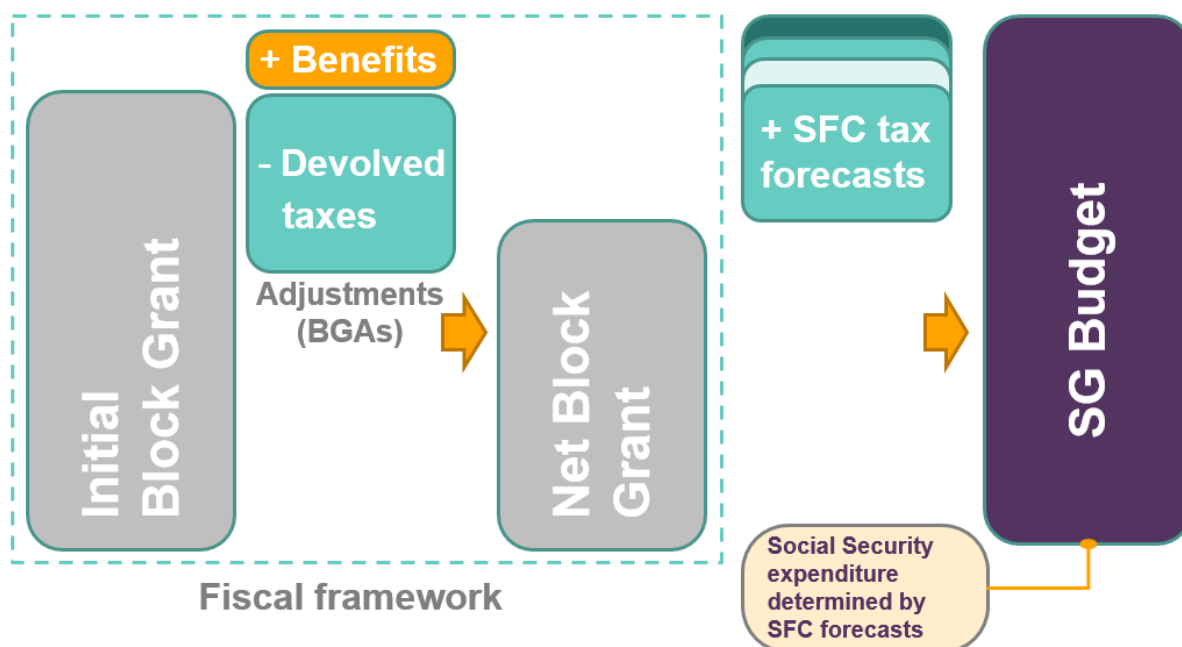 Initial
Block Grant
+ Benefits
- Devolved
taxes
Adjustments
(BGAs)
Net Block
Grant
Fiscal framework
+ SFC tax
forecasts
SG Budget
Social Security
expenditure
determined by
SFC forecasts